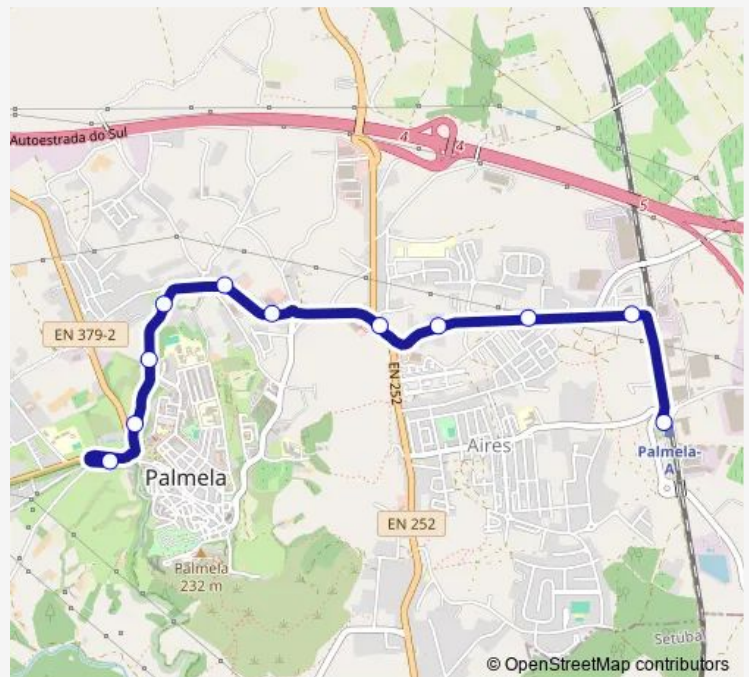 Autoestrada do Sul
4
4
5
EN 379-2
EN 252
Aires
Palmela-
A
Palmela
EN 252
Palmela
232 m
Setúbal
© OpenStreetMap contributors